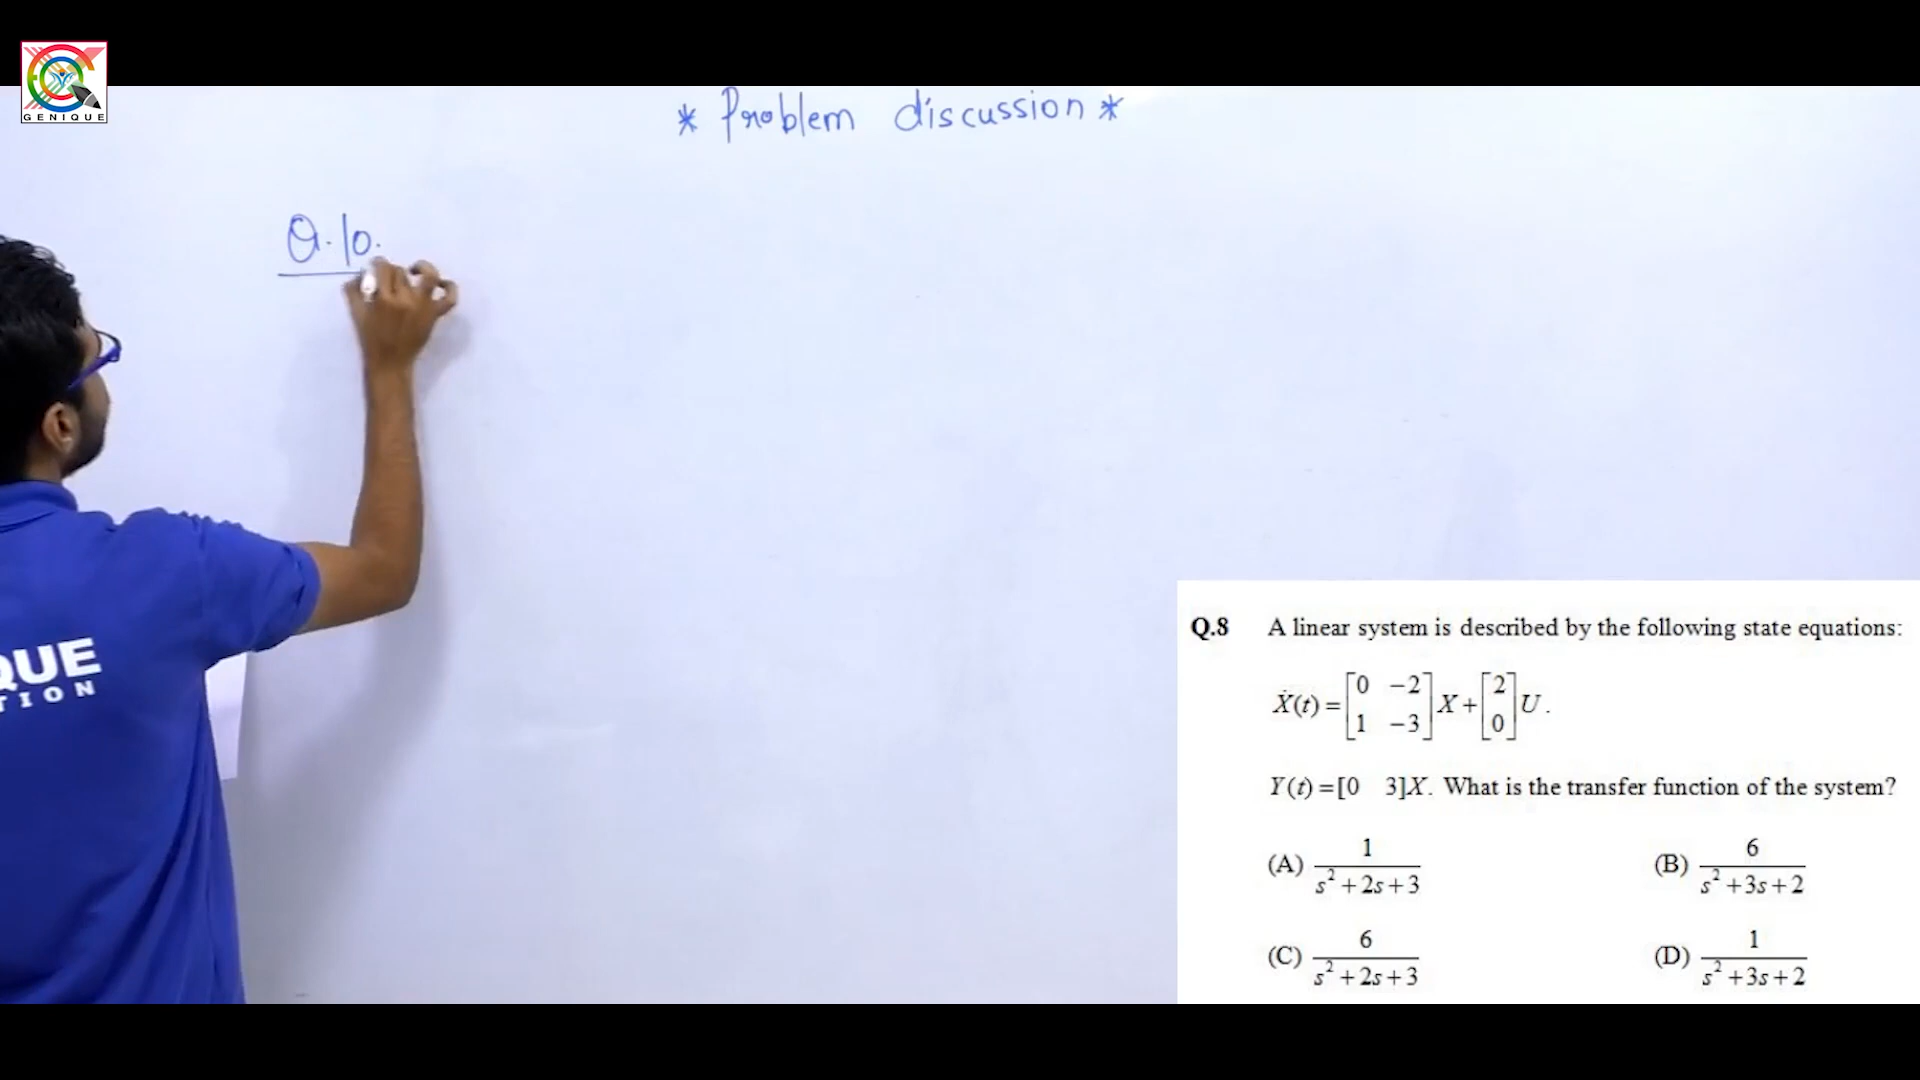 GENIQUE
* Problem discussion *
Q.10.
QUE
TION
Q.8 A linear system is described by the following state equations:
Ẋ(t) = [0 −2; 1 −3] X + [2; 0] U.
Y(t) = [0 3]X. What is the transfer function of the system?
(A) 1/(s²+2s+3) (B) 6/(s²+3s+2)
(C) 6/(s²+2s+3) (D) 1/(s²+3s+2)